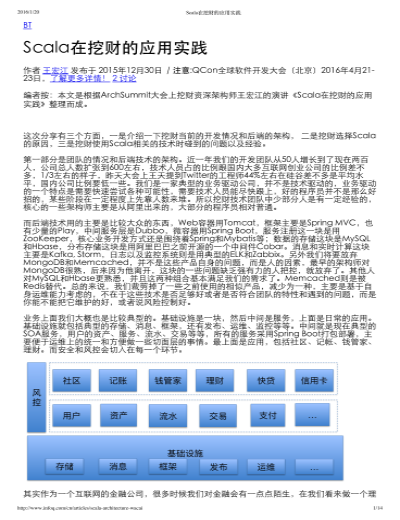 2016/1/20
Scala在挖财的应用实践
BT
Scala在挖财的应用实践
作者 王宏江 发布于 2015年12月30日 | 注意:QCon全球软件开发大会（北京）2016年4月21-
23日，了解更多详情！ 2 讨论
编者按：本文是根据ArchSummit大会上挖财资深架构师王宏江的演讲《Scala在挖财的应用
实践》整理而成。
这次分享有三个方面，一是介绍一下挖财当前的开发情况和后端的架构， 二是挖财选择Scala
的原因，三是挖财使用Scala相关的技术时碰到的问题以及经验。
第一部分是团队的情况和后端技术的架构。近一年我们的开发团队从50人增长到了现在两百
人，公司总人数扩张到600左右，技术人员占的比例跟国内大多互联网创业公司的比例差不
多，1/3左右的样子，昨天大会上王天提到Twitter的工程师44%左右在硅谷差不多是平均水
平，国内公司比例要低一些。我们是一家典型的业务驱动公司，并不是技术驱动的，业务驱动
的一个特点是需要快速尝试各种可能性，需要技术人员能尽快跟上，好的程序员并不是那么好
招的，某些阶段在一定程度上先靠人数来堆。所以挖财技术团队中少部分人是有一定经验的，
核心的一些架构师主要是从阿里出来的，大部分的程序员相对普通。
而后端技术用的主要是比较大众的东西，Web容器用Tomcat，框架主要是Spring MVC，也
有少量的Play，中间服务层是Dubbo，微容器用Spring Boot，服务注册这一块是用
ZooKeeper，核心业务开发方式还是围绕着Spring和Mybatis等；数据的存储这块是MySQL
和Hbase，分布存储这块是用阿里巴巴之前开源的一个中间件Cobar。消息和实时计算这块
主要是Kafka、Storm，日志以及监控系统则是用典型的ELK和Zabbix。另外我们将要放弃
MongoDB和Memcached，并不是这些产品自身的问题，而是人的因素，最早的架构师对
MongoDB很熟，后来因为他离开，这块的一些问题缺乏强有力的人把控，就放弃了。其他人
对MySQL和Hbase更熟悉，并且这两种组合基本满足我们的需求了。Memcached则是被
Redis替代。总的来说，我们裁剪掉了一些之前使用的相似产品，减少为一种，主要是基于自
身运维能力考虑的，不在于这些技术是否足够好或者是否符合团队的特性和遇到的问题，而是
你能不能把它维护的好，或者说风险控制好。
业务上面我们大概也是比较典型的。基础设施是一块，然后中间是服务，上面是日常的应用。
基础设施就包括典型的存储、消息、框架、还有发布、运维、监控等等。中间就是现在典型的
SOA服务，用户的资产、服务、流水、交易等等，所有的服务采用Spring Boot打包部署，主
要便于运维上的统一和方便做一些切面层的事情。最上面是应用，包括社区、记帐、钱管家、
理财。而安全和风控会切入在每一个环节。
风控
社区 记账 钱管家 理财 快贷 信用卡
用户 资产 流水 交易 支付 …
基础设施
存储 消息 框架 发布 运维 …
其实作为一个互联网的金融公司，很多时候我们对金融会有一点点陌生，在我们看来做一个理
http://www.infoq.com/cn/articles/scala-architecture-wacai
1/14